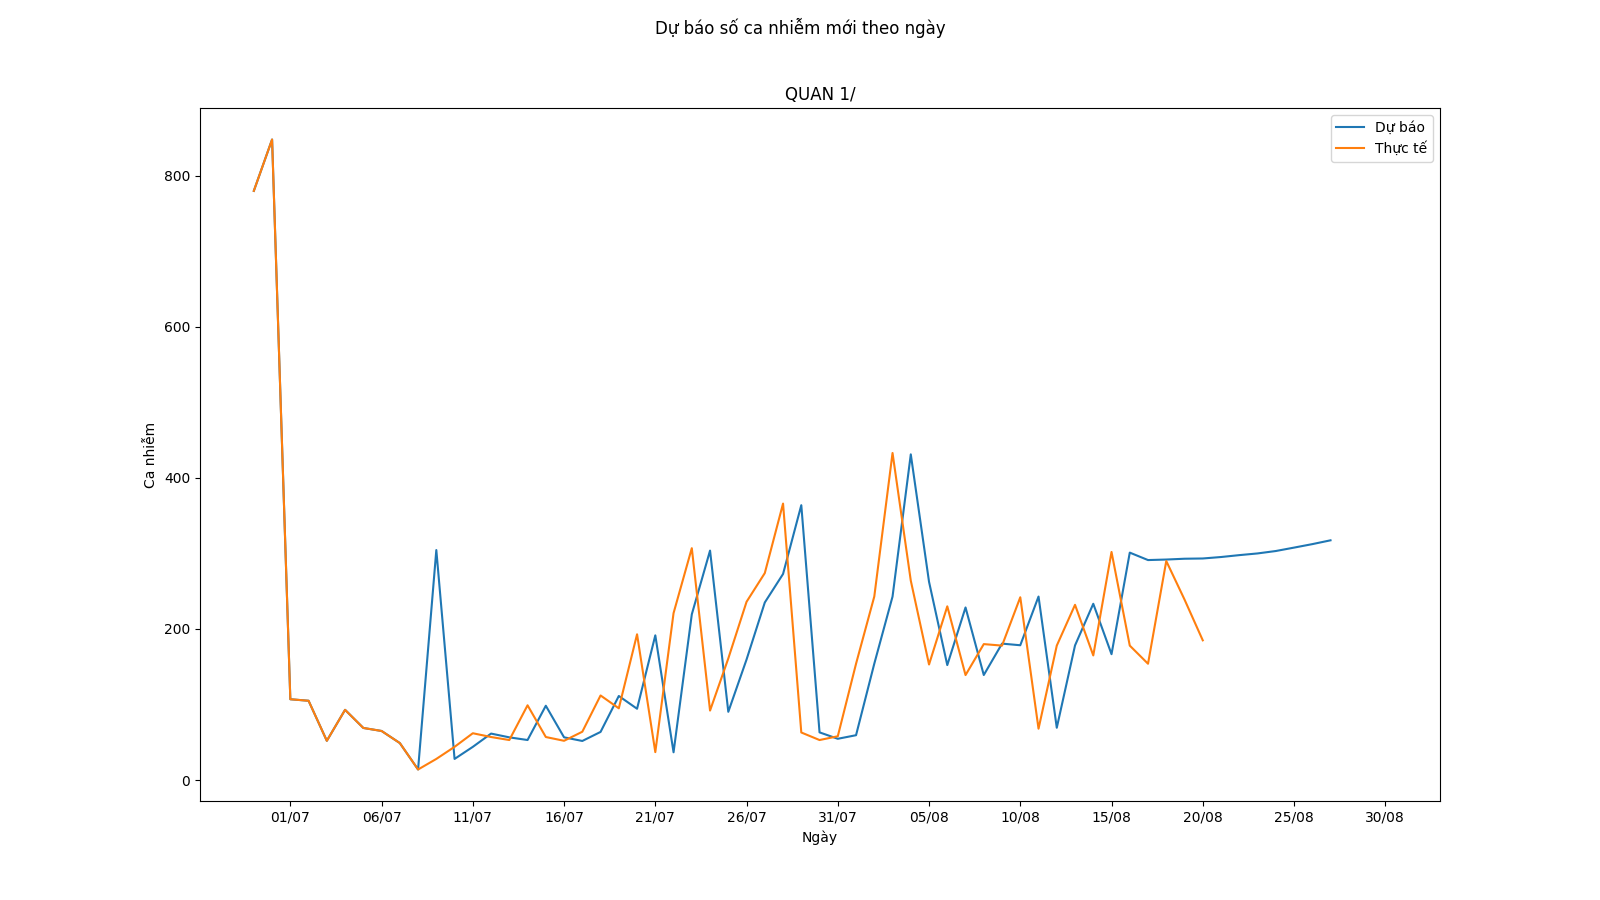 Dự báo số ca nhiễm mới theo ngày
QUAN 1/
Dự báo
Thực tế
800
600
400
200
0
Ca nhiễm
01/07 06/07 11/07 16/07 21/07 26/07 31/07 05/08 10/08 15/08 20/08 25/08 30/08
Ngày